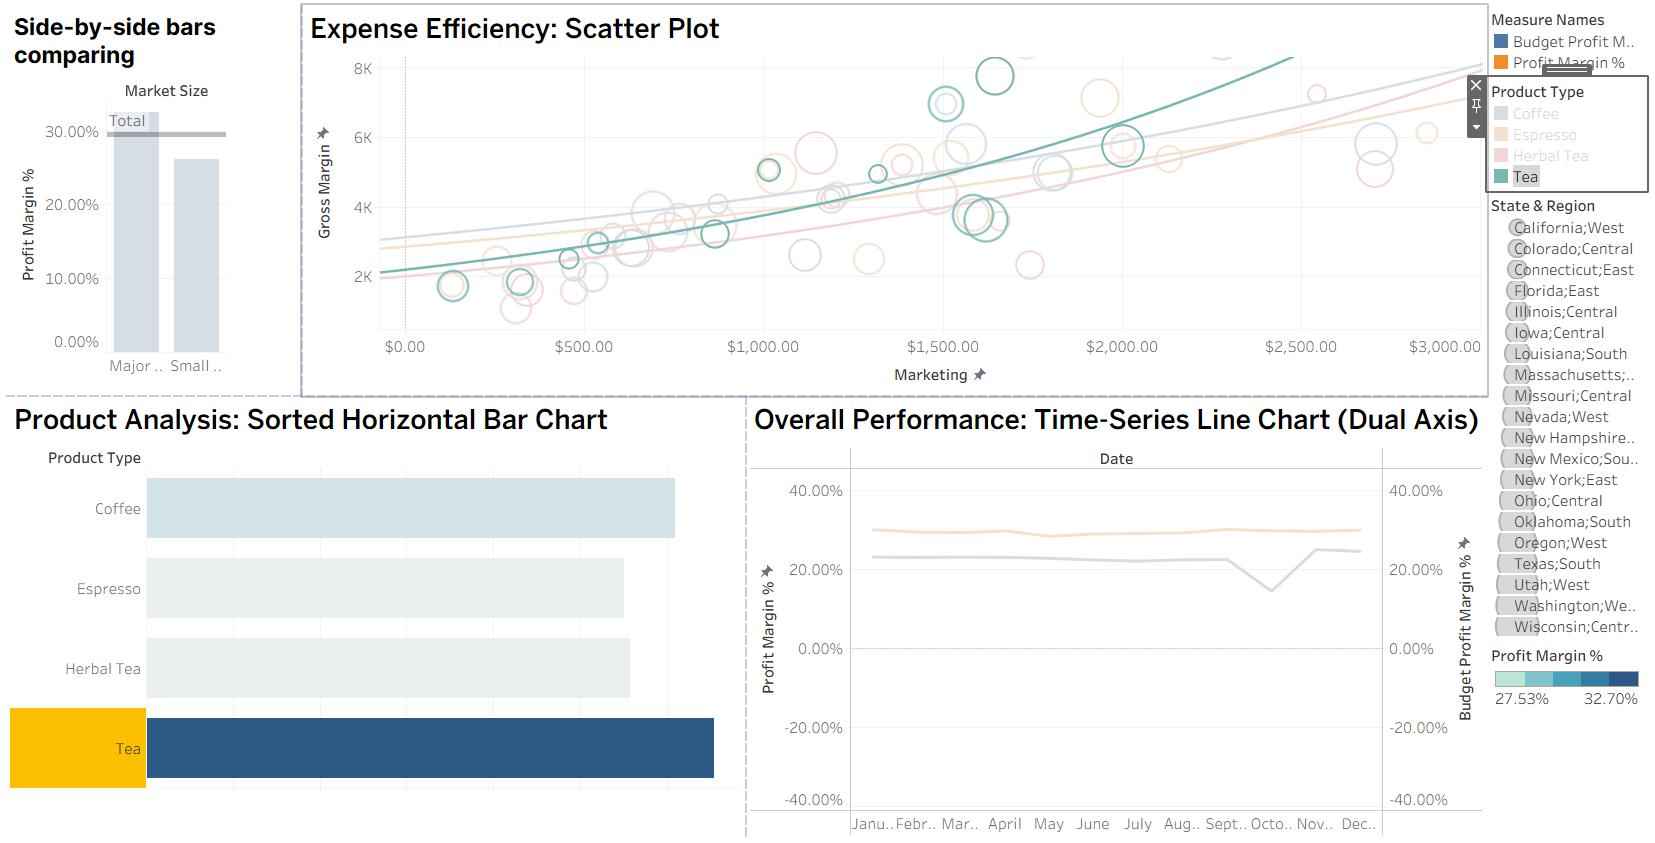 Side-by-side bars
comparing
Market Size
Total
30.00%
20.00%
10.00%
0.00%
Profit Margin %
Major ..
Small ..
Expense Efficiency: Scatter Plot
8K
6K
4K
2K
Gross Margin
$0.00
$500.00
$1,000.00
$1,500.00
$2,000.00
$2,500.00
$3,000.00
Marketing
Measure Names
Budget Profit M..
Profit Margin %
Product Type
Coffee
Espresso
Herbal Tea
Tea
State & Region
California;West
Colorado;Central
Connecticut;East
Florida;East
Illinois;Central
Iowa;Central
Louisiana;South
Massachusetts;..
Missouri;Central
Nevada;West
New Hampshire..
New Mexico;Sou..
New York;East
Ohio;Central
Oklahoma;South
Oregon;West
Texas;South
Utah;West
Washington;We..
Wisconsin;Centr..
Profit Margin %
27.53%
32.70%
Product Analysis: Sorted Horizontal Bar Chart
Product Type
Coffee
Espresso
Herbal Tea
Tea
Overall Performance: Time-Series Line Chart (Dual Axis)
Date
40.00%
20.00%
0.00%
-20.00%
-40.00%
Profit Margin %
40.00%
20.00%
0.00%
-20.00%
-40.00%
Budget Profit Margin %
Janu..
Febr..
Mar..
April
May
June
July
Aug..
Sept..
Octo..
Nov..
Dec..